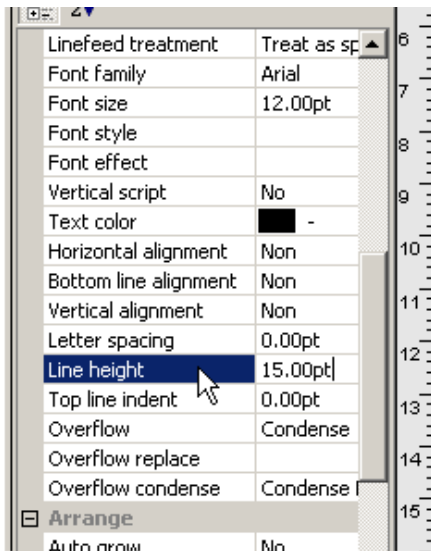 Linefeed treatment Treat as sp
Font family Arial
Font size 12.00pt
Font style
Font effect
Vertical script No
Text color -
Horizontal alignment Non
Bottom line alignment Non
Vertical alignment Non
Letter spacing 0.00pt
Line height 15.00pt
Top line indent 0.00pt
Overflow Condense
Overflow replace
Overflow condense Condense
Arrange
Auto grow No
6
7
8
9
10
11
12
13
14
15